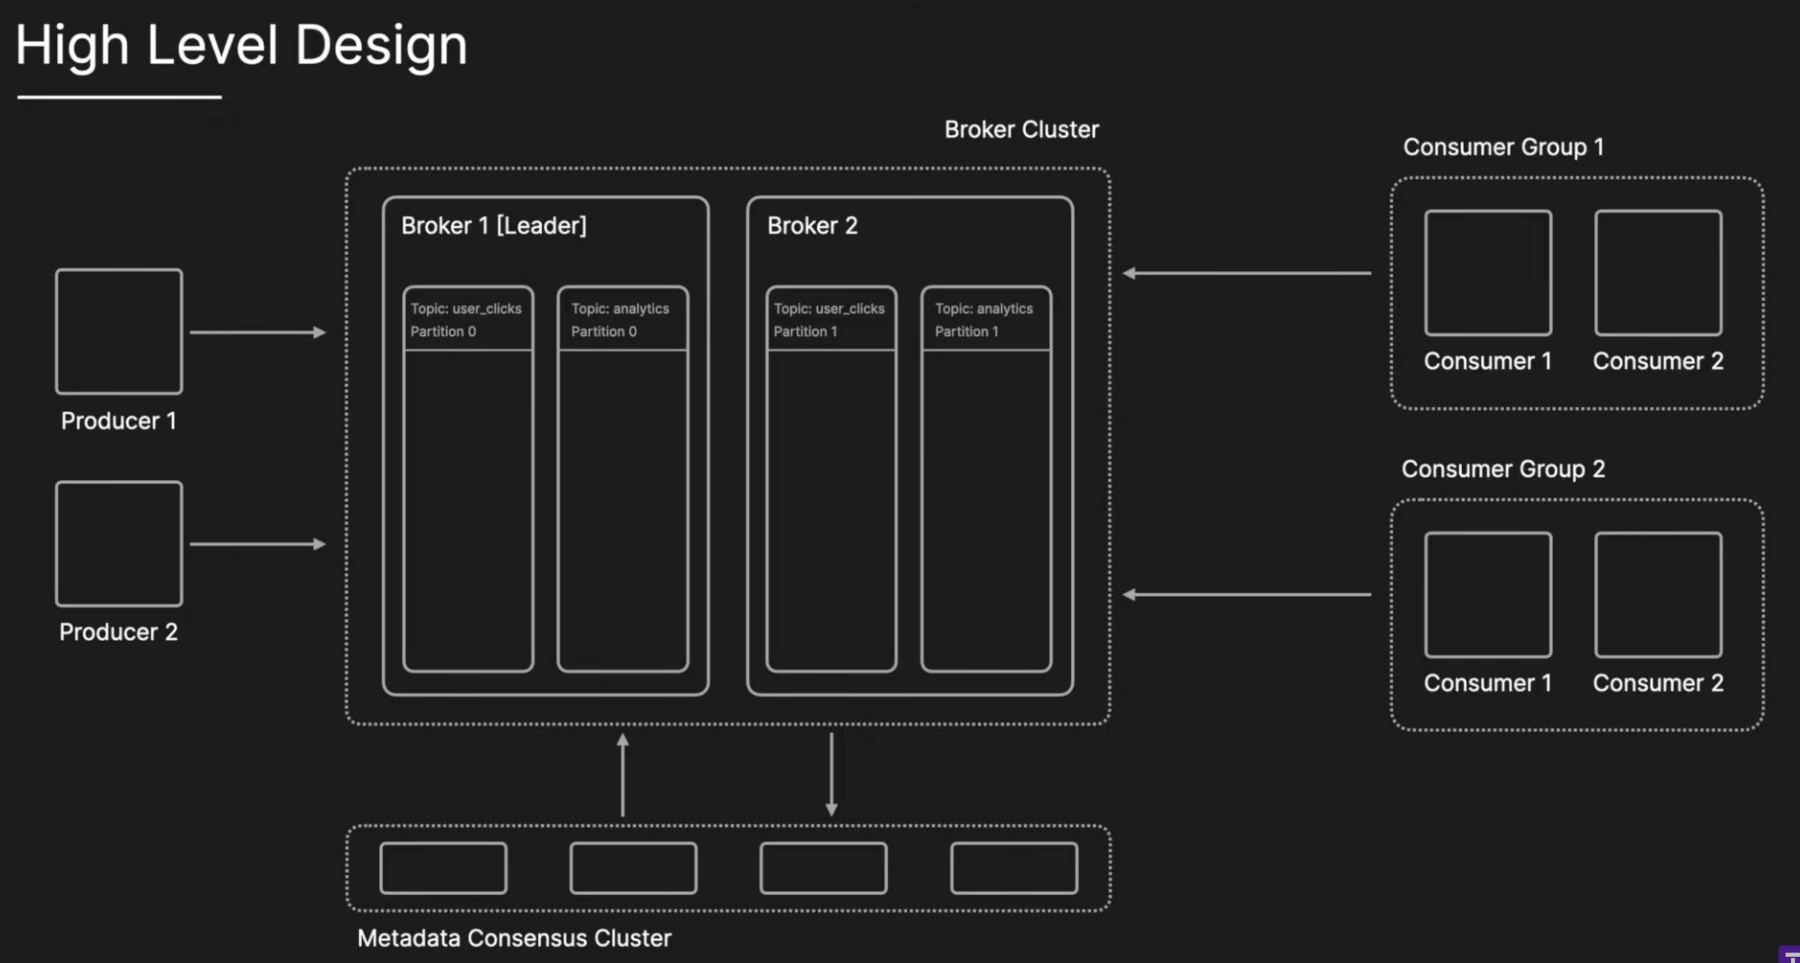 High Level Design
Broker Cluster
Consumer Group 1
Broker 1 [Leader]
Broker 2
Topic: user_clicks
Partition 0
Topic: analytics
Partition 0
Topic: user_clicks
Partition 1
Topic: analytics
Partition 1
Producer 1
Producer 2
Consumer 1
Consumer 2
Consumer Group 2
Consumer 1
Consumer 2
Metadata Consensus Cluster